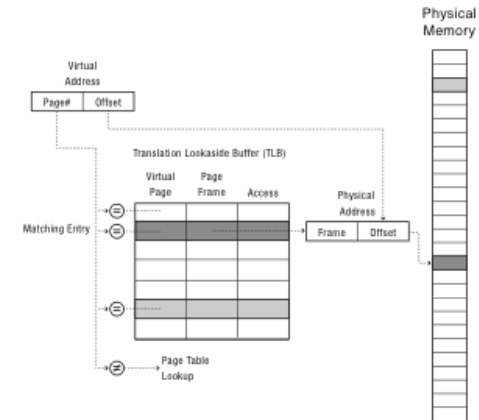 Physical
Memory
Virtual
Address
Page#
Offset
Translation Lookaside Buffer (TLB)
Virtual
Page
Page
Frame
Access
Physical
Address
Matching Entry
=
=
Frame
Offset
=
≠
Page Table
Lookup